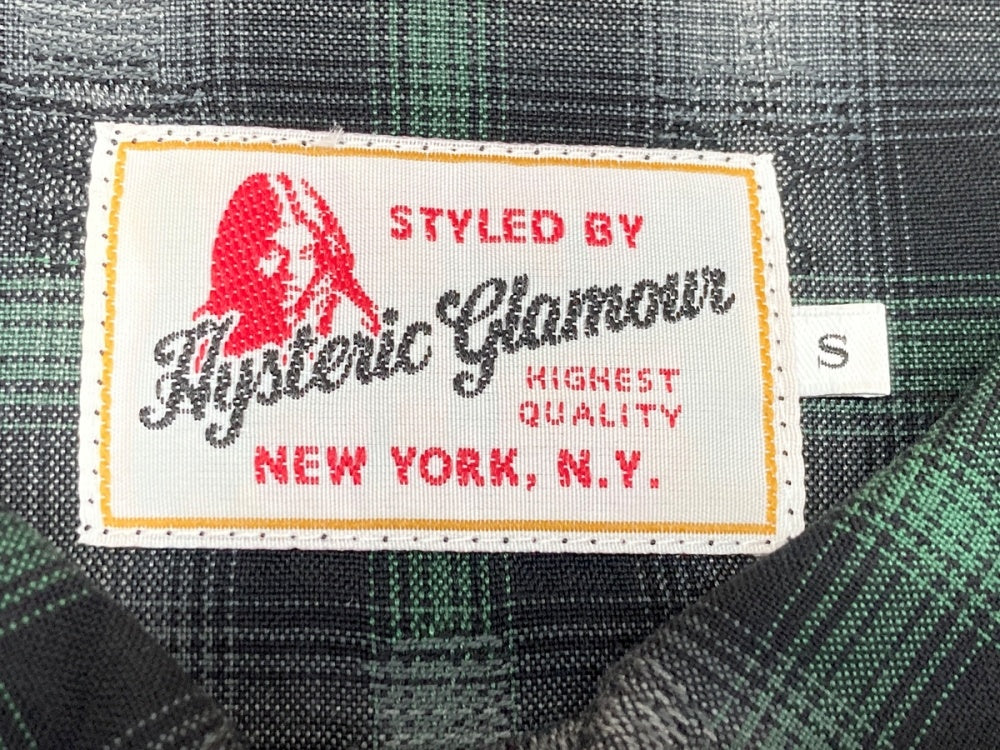 STYLED BY
Hysteric Glamour
HIGHEST
QUALITY
NEW YORK, N.Y.
S